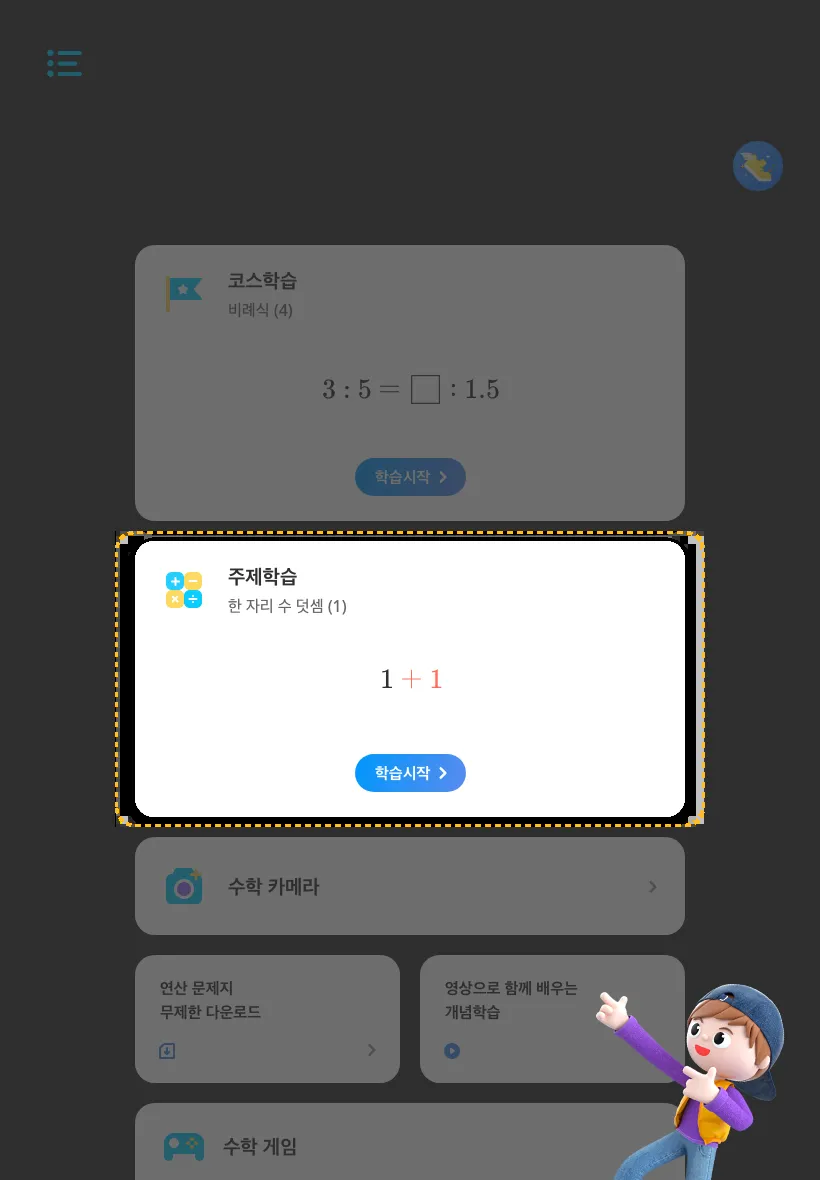 코스학습
비례식 (4)
3 : 5 = □ : 1.5
학습시작
주제학습
한 자리 수 덧셈 (1)
1 + 1
학습시작
수학 카메라
연산 문제지
무제한 다운로드
영상으로 함께 배우는
개념학습
수학 게임